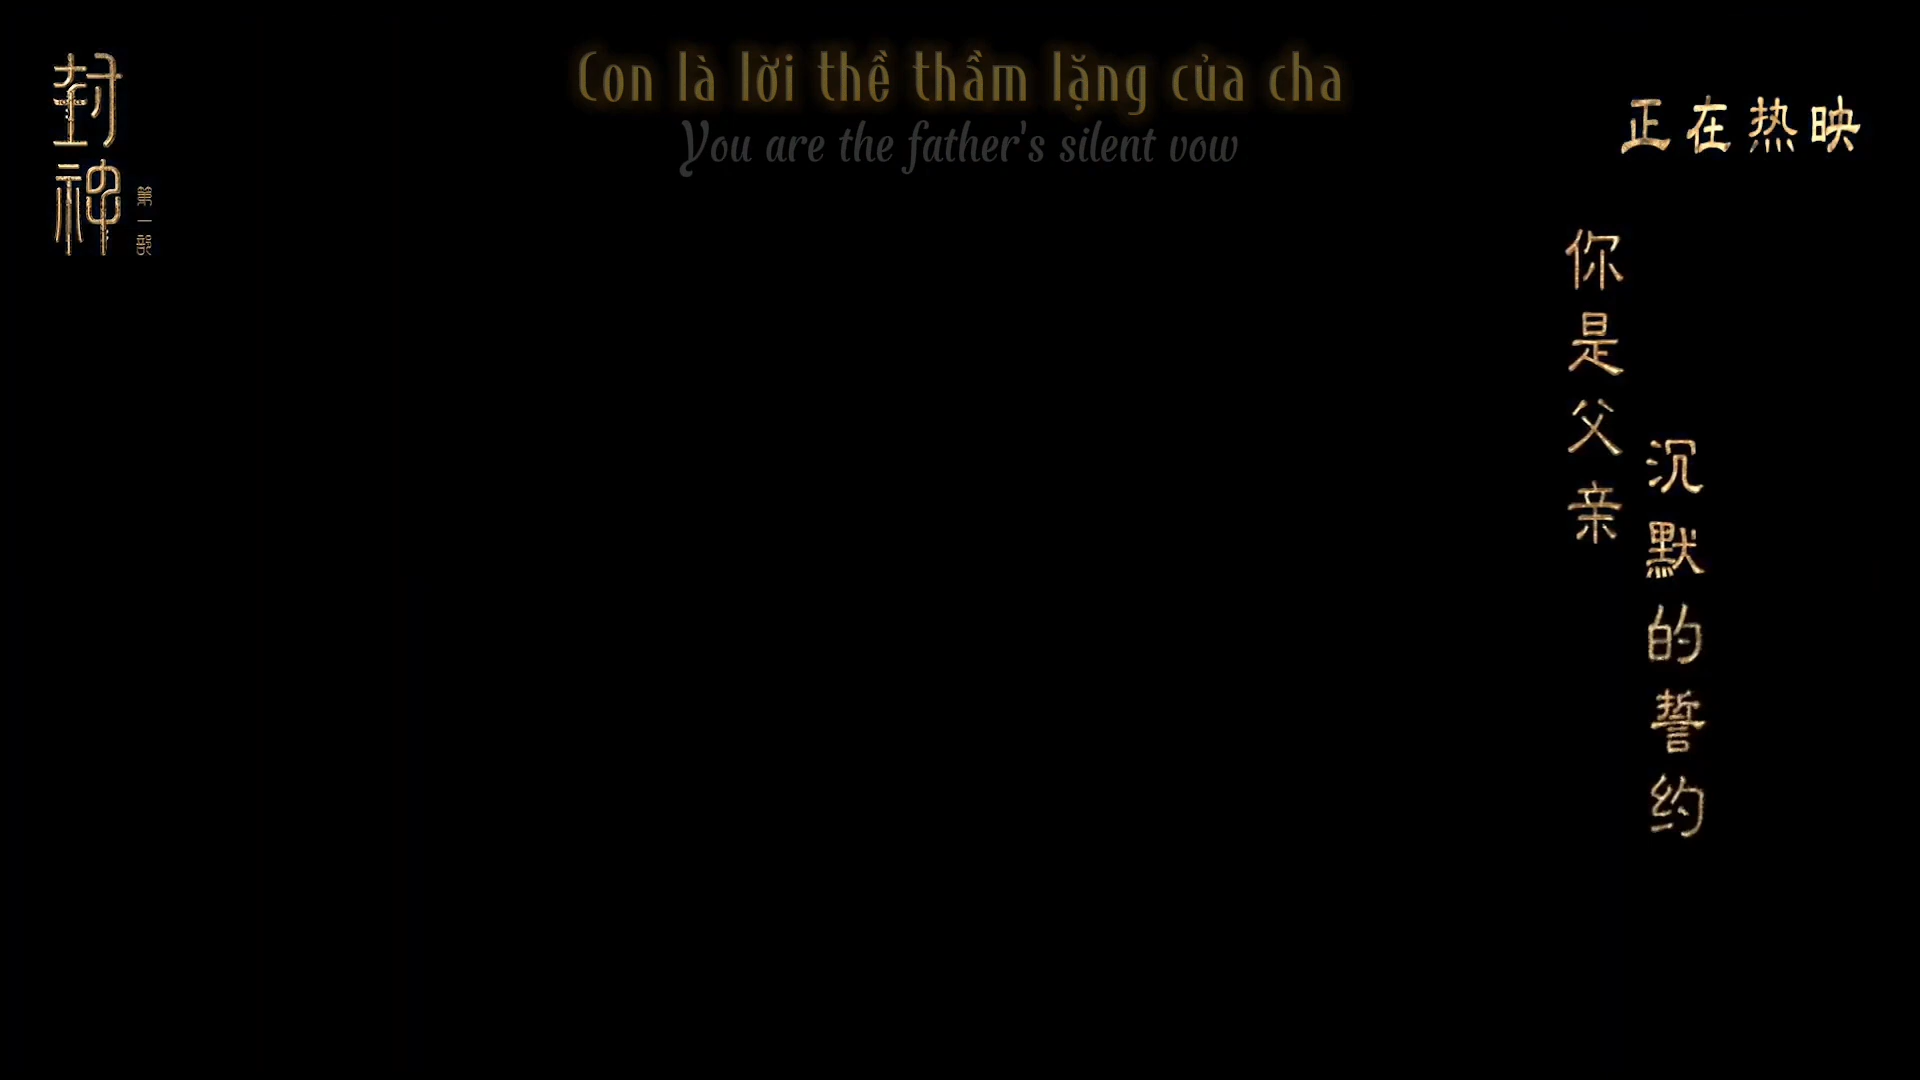 封神
第一部
Con là lời thề thầm lặng của cha
You are the father's silent vow
正在热映
你是父亲
沉默的誓约